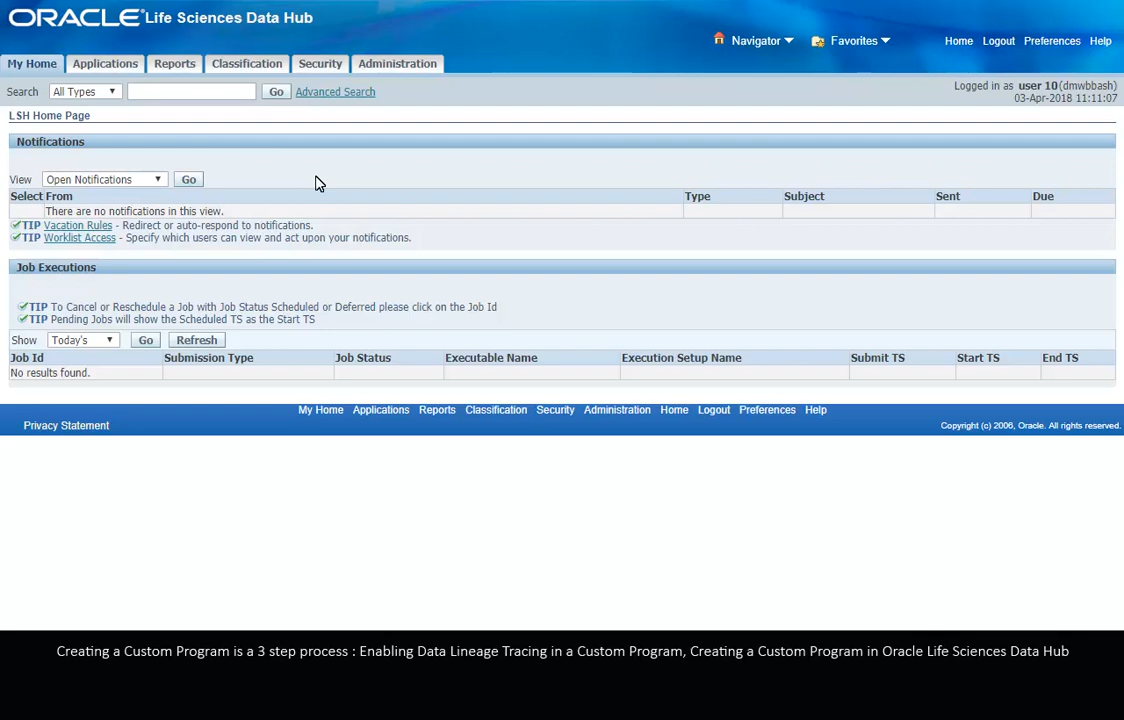 ORACLE Life Sciences Data Hub
Navigator Favorites Home Logout Preferences Help
My Home Applications Reports Classification Security Administration
Search All Types Go Advanced Search
Logged in as user 10 (dmwbbash)
03-Apr-2018 11:11:07
LSH Home Page
Notifications
View Open Notifications Go
Select From Type Subject Sent Due
There are no notifications in this view.
TIP Vacation Rules - Redirect or auto-respond to notifications.
TIP Worklist Access - Specify which users can view and act upon your notifications.
Job Executions
TIP To Cancel or Reschedule a Job with Job Status Scheduled or Deferred please click on the Job Id
TIP Pending Jobs will show the Scheduled TS as the Start TS
Show Today's Go Refresh
Job Id Submission Type Job Status Executable Name Execution Setup Name Submit TS Start TS End TS
No results found.
My Home Applications Reports Classification Security Administration Home Logout Preferences Help
Privacy Statement Copyright (c) 2006, Oracle. All rights reserved.
Creating a Custom Program is a 3 step process : Enabling Data Lineage Tracing in a Custom Program, Creating a Custom Program in Oracle Life Sciences Data Hub